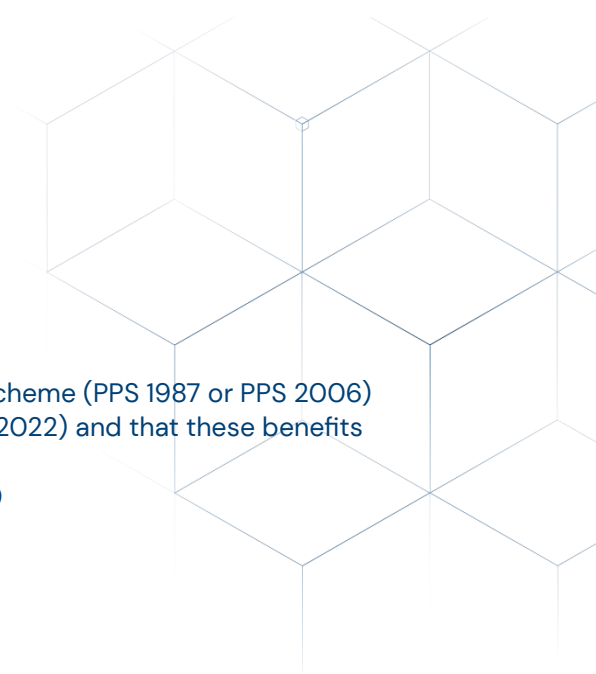 cheme (PPS 1987 or PPS 2006)
2022) and that these benefits
)